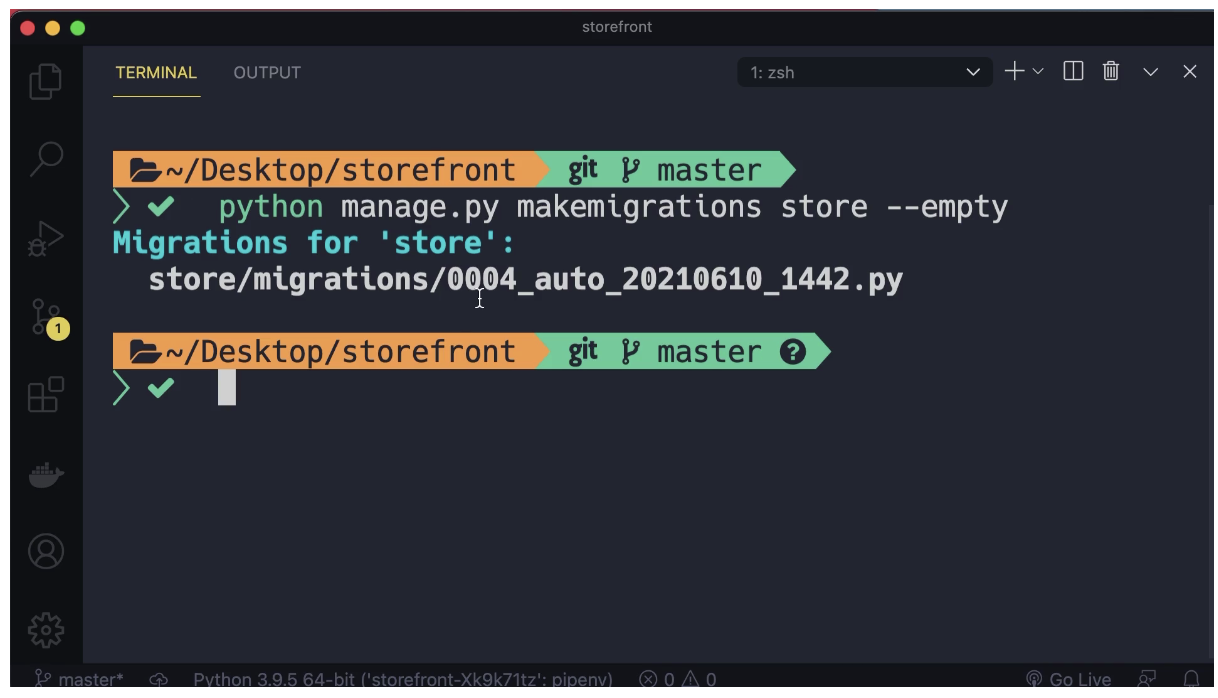 storefront
TERMINAL OUTPUT 1: zsh
~/Desktop/storefront git master
python manage.py makemigrations store --empty
Migrations for 'store':
store/migrations/0004_auto_20210610_1442.py
~/Desktop/storefront git master ?
1
master* Python 3.9.5 64-bit ('storefront-Xk9k71tz': pipenv) 0 0 Go Live